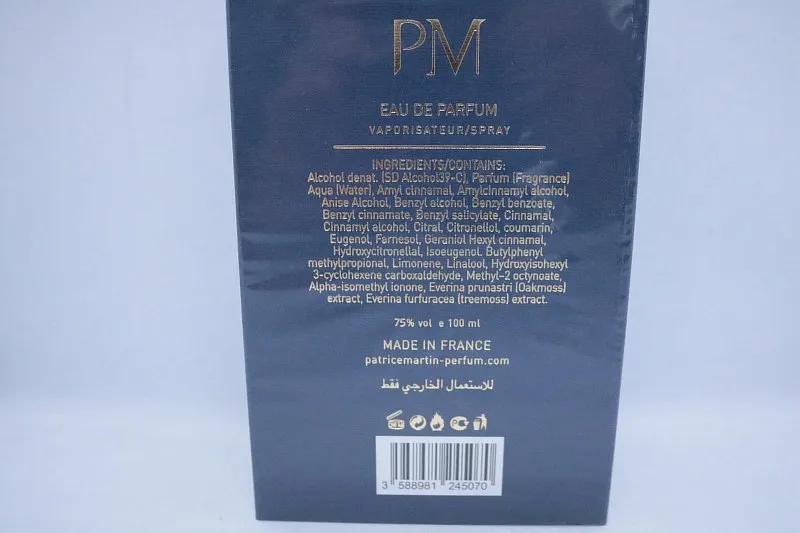 PM
EAU DE PARFUM
VAPORISATEUR/SPRAY
INGREDIENTS/CONTAINS:
Alcohol denat. (SD Alcohol39-C), Parfum (Fragrance)
Aqua (Water), Amyl cinnamal, Amylcinnamyl alcohol,
Anise Alcohol, Benzyl alcohol, Benzyl benzoate,
Benzyl cinnamate, Benzyl salicylate, Cinnamal,
Cinnamyl alcohol, Citral, Citronellol, coumarin,
Eugenol, Farnesol, Geraniol Hexyl cinnamal,
Hydroxycitronellal, Isoeugenol. Butylphenyl
methylpropional, Limonene, Linalool, Hydroxyisohexyl
3-cyclohexene carboxaldehyde, Methyl-2 octynoate,
Alpha-isomethyl ionone, Everina prunastri (Oakmoss)
extract, Everina furfuracea (treemoss) extract.
75% vol e 100 ml
MADE IN FRANCE
patricemartin-perfum.com
للاستعمال الخارجي فقط
3 588981 245070